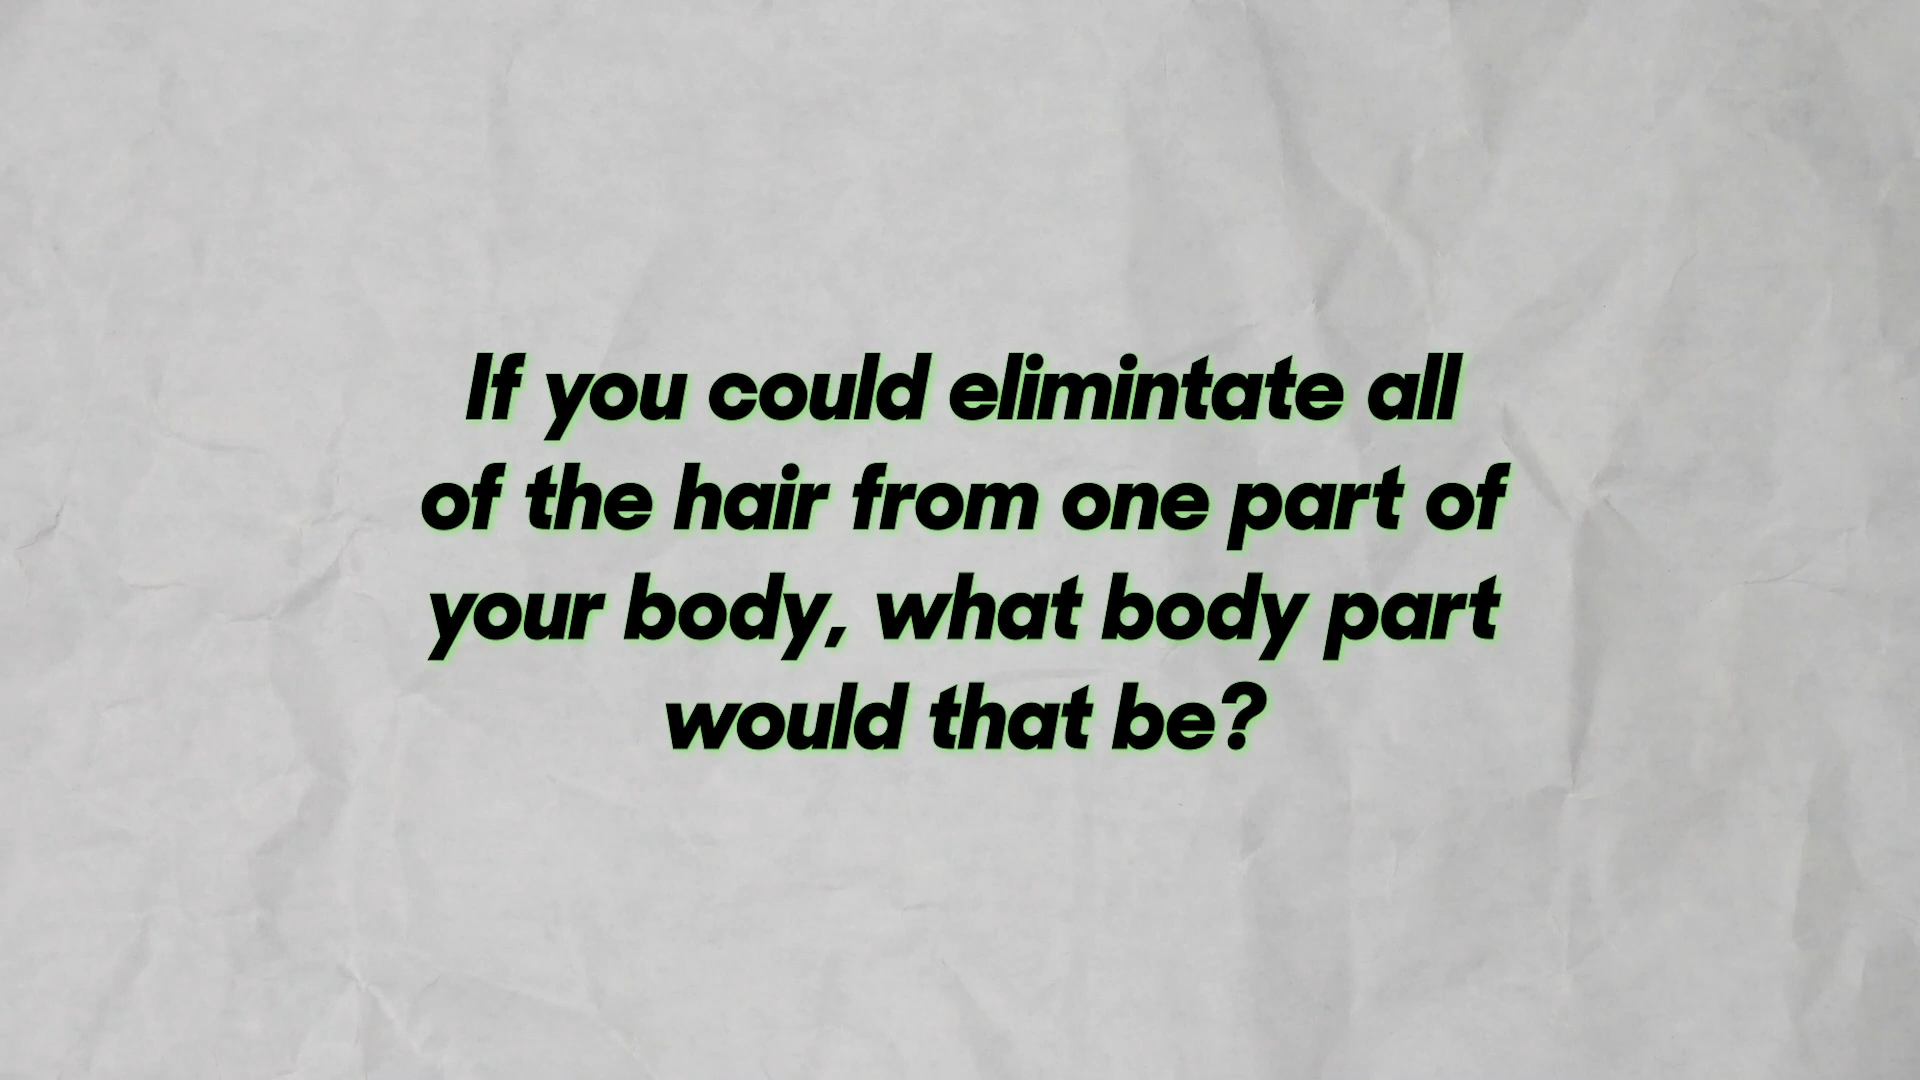 If you could elimintate all
of the hair from one part of
your body, what body part
would that be?